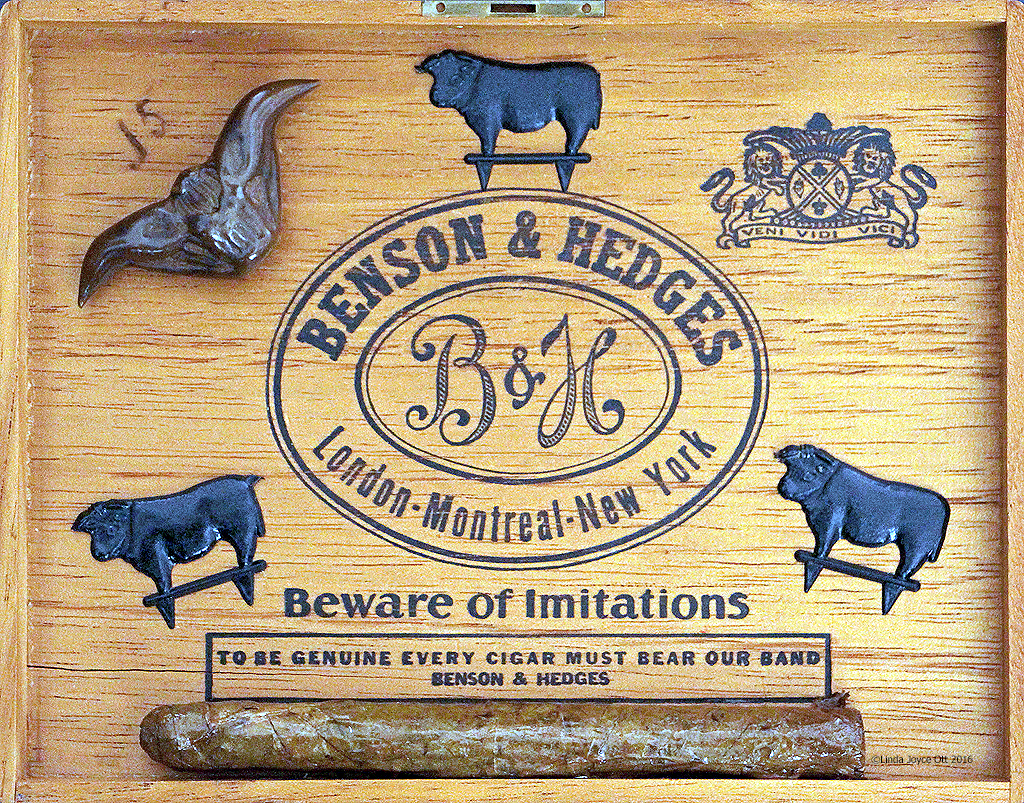 15
VENI VIDI VICI
BENSON & HEDGES
B&H
London-Montreal-New York
Beware of Imitations
TO BE GENUINE EVERY CIGAR MUST BEAR OUR BAND
BENSON & HEDGES
©Linda Joyce Ott 2016